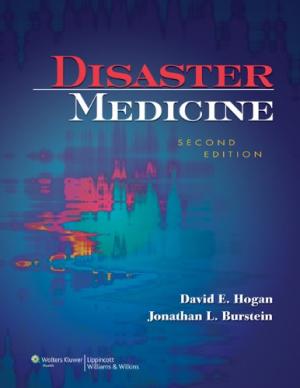 DISASTER
MEDICINE
SECOND
EDITION
David E. Hogan
Jonathan L. Burstein
Wolters Kluwer
Health
Lippincott
Williams & Wilkins